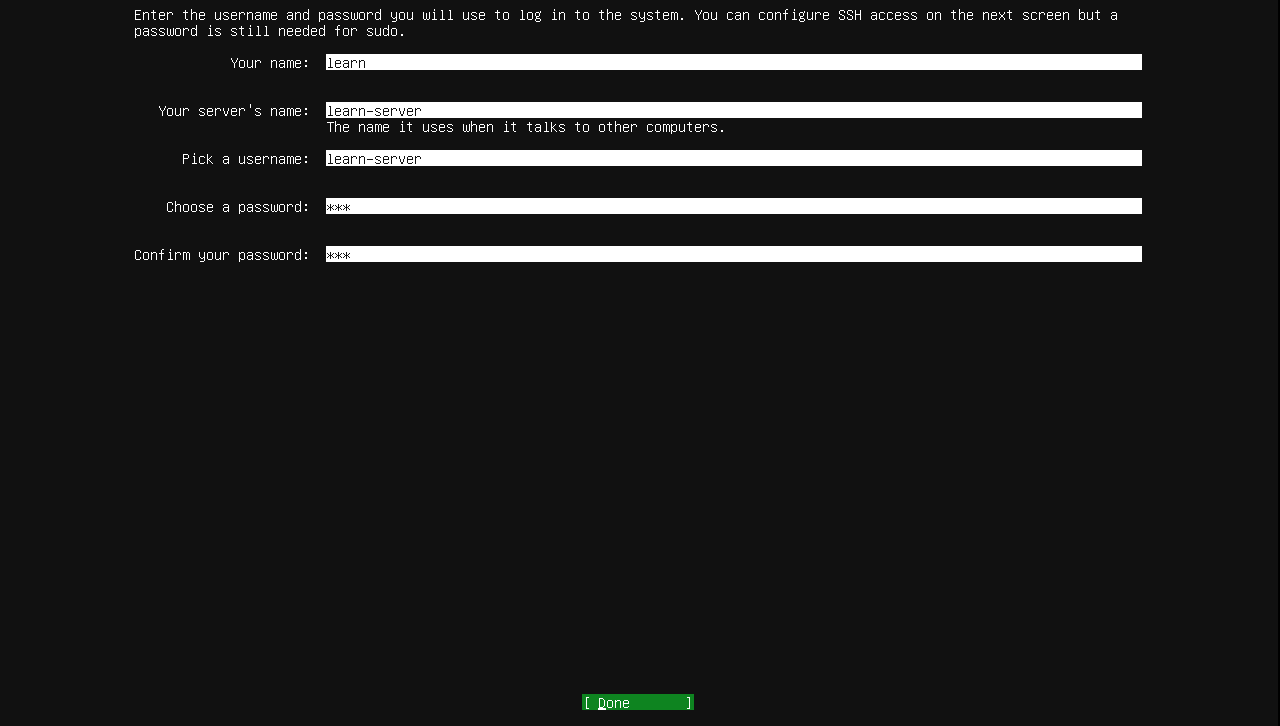 Enter the username and password you will use to log in to the system. You can configure SSH access on the next screen but a
password is still needed for sudo.
Your name: learn
Your server's name: learn-server
The name it uses when it talks to other computers.
Pick a username: learn-server
Choose a password: ***
Confirm your password: ***
[ Done ]